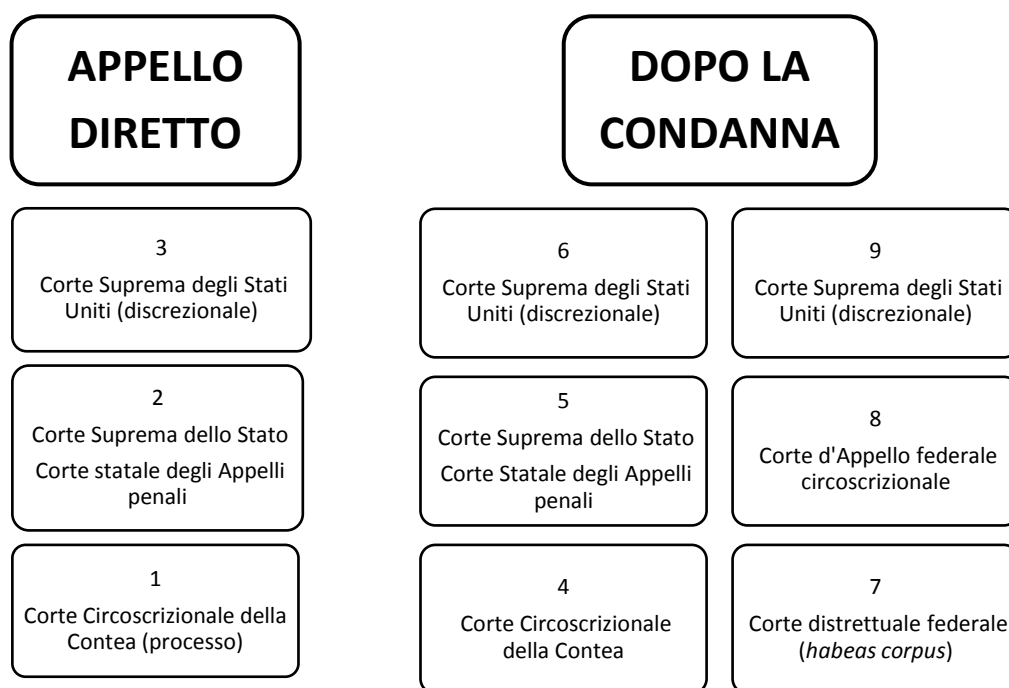 APPELLO
DIRETTO
DOPO LA
CONDANNA
3
Corte Suprema degli Stati
Uniti (discrezionale)
2
Corte Suprema dello Stato
Corte statale degli Appelli
penali
1
Corte Circoscrizionale della
Contea (processo)
6
Corte Suprema degli Stati
Uniti (discrezionale)
5
Corte Suprema dello Stato
Corte Statale degli Appelli
penali
4
Corte Circoscrizionale
della Contea
9
Corte Suprema degli Stati
Uniti (discrezionale)
8
Corte d'Appello federale
circoscrizionale
7
Corte distrettuale federale
(habeas corpus)